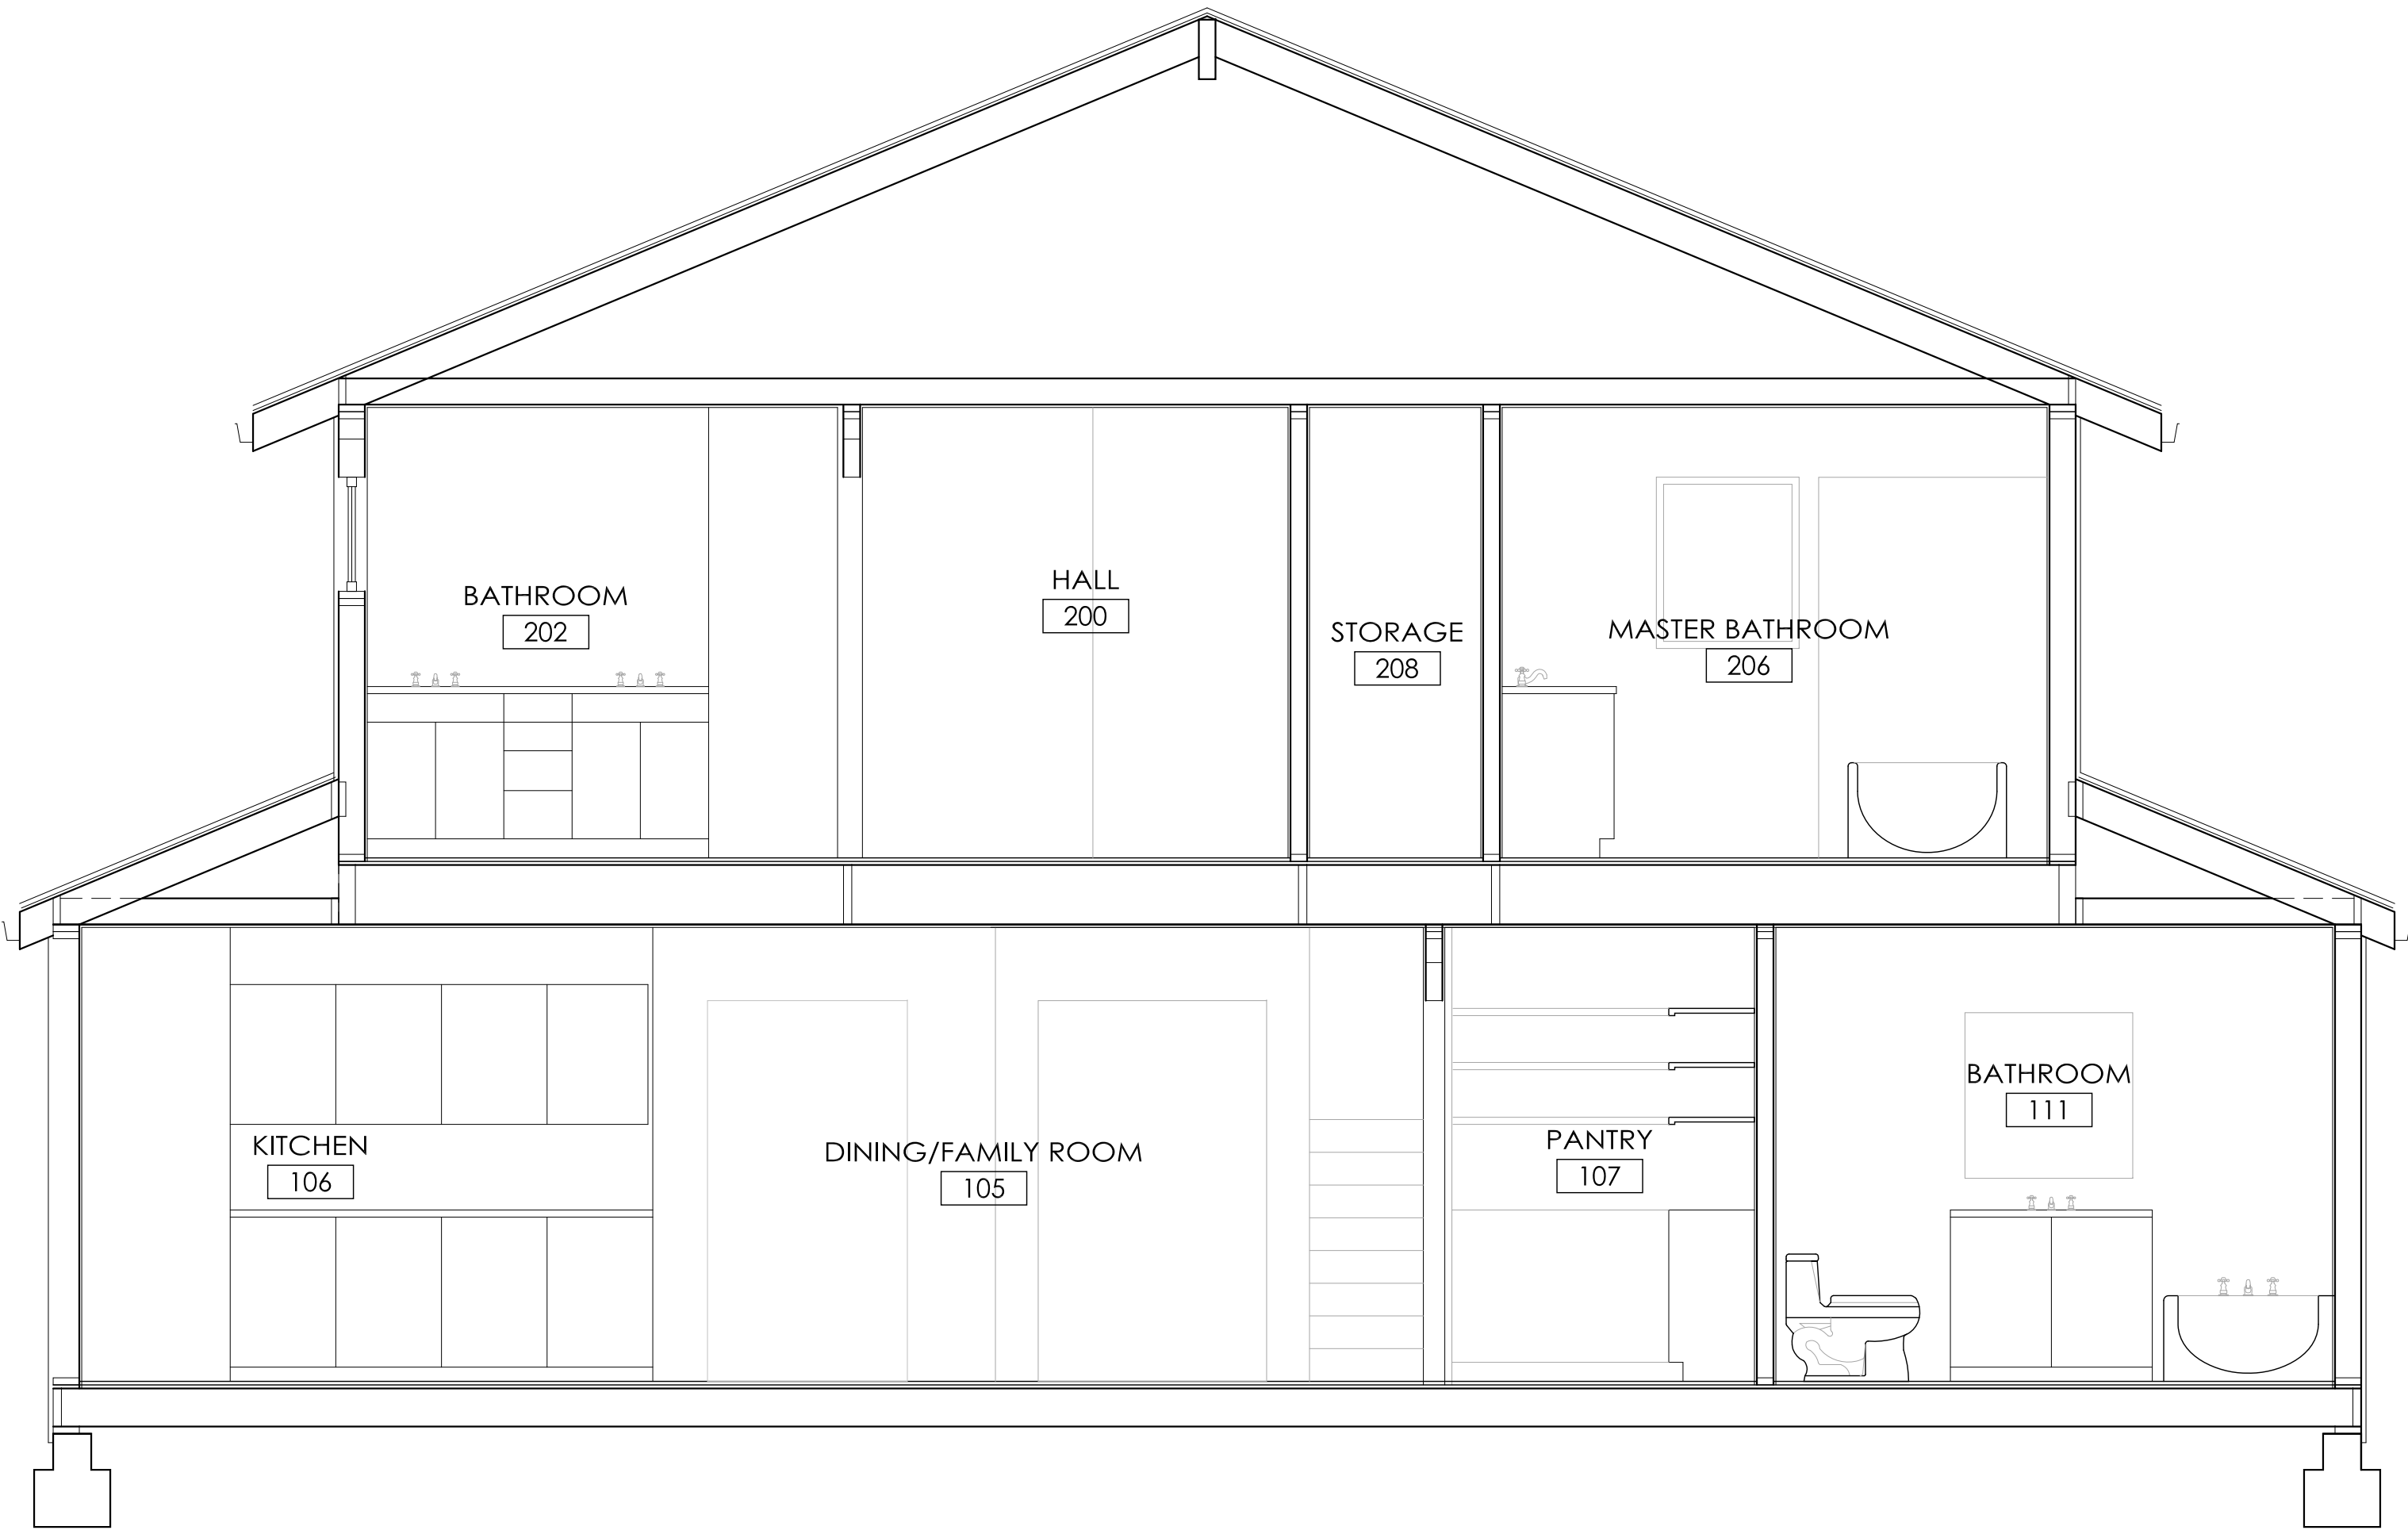 BATHROOM
202
HALL
200
STORAGE
208
MASTER BATHROOM
206
KITCHEN
106
DINING/FAMILY ROOM
105
PANTRY
107
BATHROOM
111